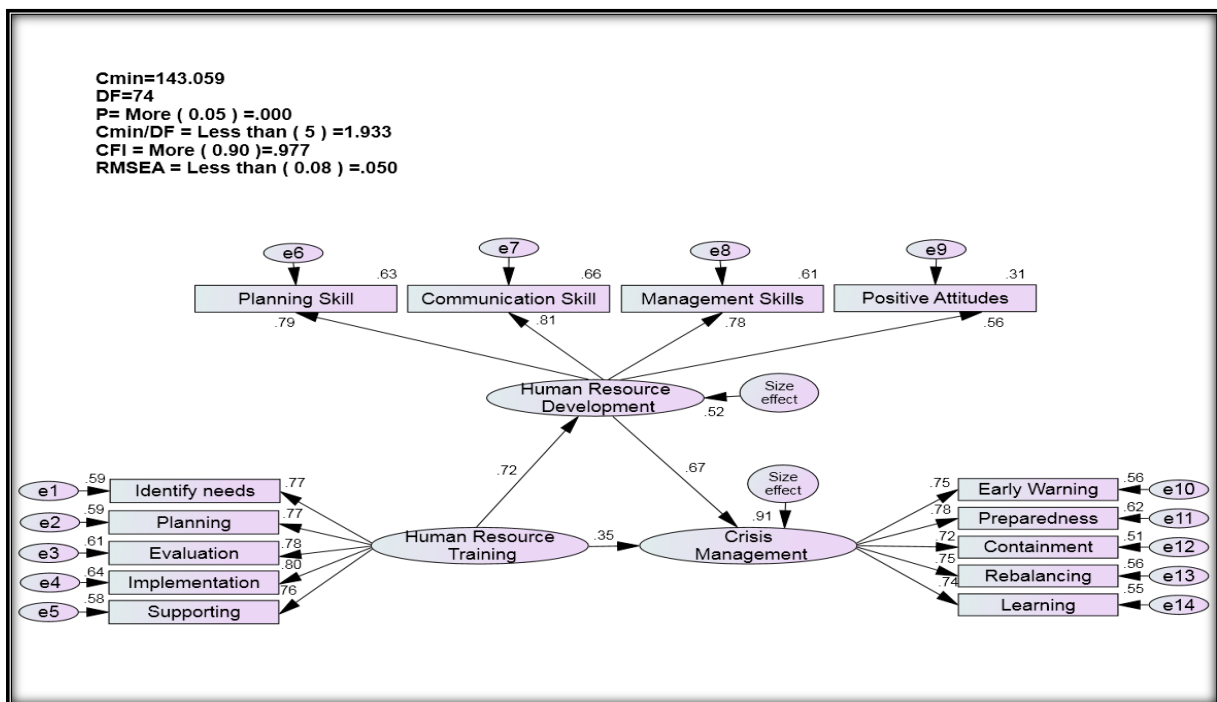 Cmin=143.059
DF=74
P= More ( 0.05 ) =.000
Cmin/DF = Less than ( 5 ) =1.933
CFI = More ( 0.90 )=.977
RMSEA = Less than ( 0.08 ) =.050
e6
e7
e8
e9
.63
.66
.61
.31
Planning Skill
Communication Skill
Management Skills
Positive Attitudes
.79
.81
.78
.56
Human Resource
Development
Size
effect
.52
.72
.67
Size
effect
.91
e1
.59
Identify needs
.77
e2
.59
Planning
.77
e3
.61
Evaluation
.78
e4
.64
Implementation
.80
e5
.58
Supporting
.76
Human Resource
Training
.35
Crisis
Management
.75
Early Warning
.56
e10
.78
Preparedness
.62
e11
.72
Containment
.51
e12
.75
Rebalancing
.56
e13
.74
Learning
.55
e14